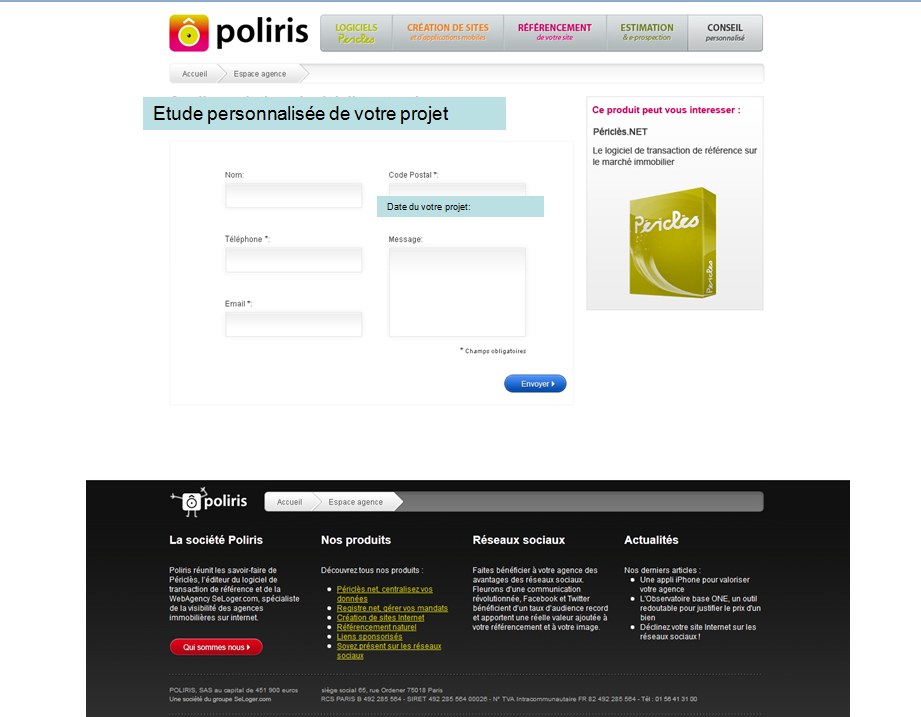 poliris
LOGICIELS
Périclès
CRÉATION DE SITES
et d'applications mobiles
RÉFÉRENCEMENT
de votre site
ESTIMATION
& e-prospection
CONSEIL
personnalisé
Accueil
Espace agence
Etude personnalisée de votre projet
Nom:
Code Postal *:
Date du votre projet:
Téléphone *:
Message:
Email *:
* Champs obligatoires
Envoyer
Ce produit peut vous interesser :
Périclès.NET
Le logiciel de transaction de référence sur
le marché immobilier
Périclès
Périclès
poliris
Accueil
Espace agence
La société Poliris
Poliris réunit les savoir-faire de
Périclès, l'éditeur du logiciel de
transaction de référence et de la
WebAgency SeLoger.com, spécialiste
de la visibilité des agences
immobilières sur internet.
Qui sommes nous
Nos produits
Découvrez tous nos produits :
Périclès.net, centralisez vos
données
Registre.net, gérer vos mandats
Création de sites Internet
Référencement naturel
Liens sponsorisés
Soyez présent sur les réseaux
sociaux
Réseaux sociaux
Faites bénéficier à votre agence des
avantages des réseaux sociaux.
Fleurons d'une communication
révolutionnée, Facebook et Twitter
bénéficient d'un taux d'audience record
et apportent une réelle valeur ajoutée à
votre référencement et à votre image.
Actualités
Nos derniers articles :
Une appli iPhone pour valoriser
votre agence
L'Observatoire base ONE, un outil
redoutable pour justifier le prix d'un
bien
Déclinez votre site Internet sur les
réseaux sociaux !
POLIRIS, SAS au capital de 451 900 euros
Une société du groupe SeLoger.com
siège social 65, rue Ordener 75018 Paris
RCS PARIS B 492 285 564 - SIRET 492 285 564 00026 - N° TVA Intracommunautaire FR 82 492 285 564 - Tél : 01 56 41 31 00